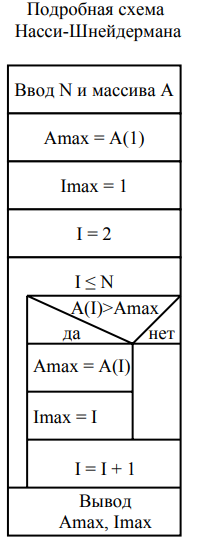 Подробная схема
Насси-Шнейдермана
Ввод N и массива A
Amax = A(1)
Imax = 1
I = 2
I ≤ N
A(I)>Amax
да нет
Amax = A(I)
Imax = I
I = I + 1
Вывод
Amax, Imax